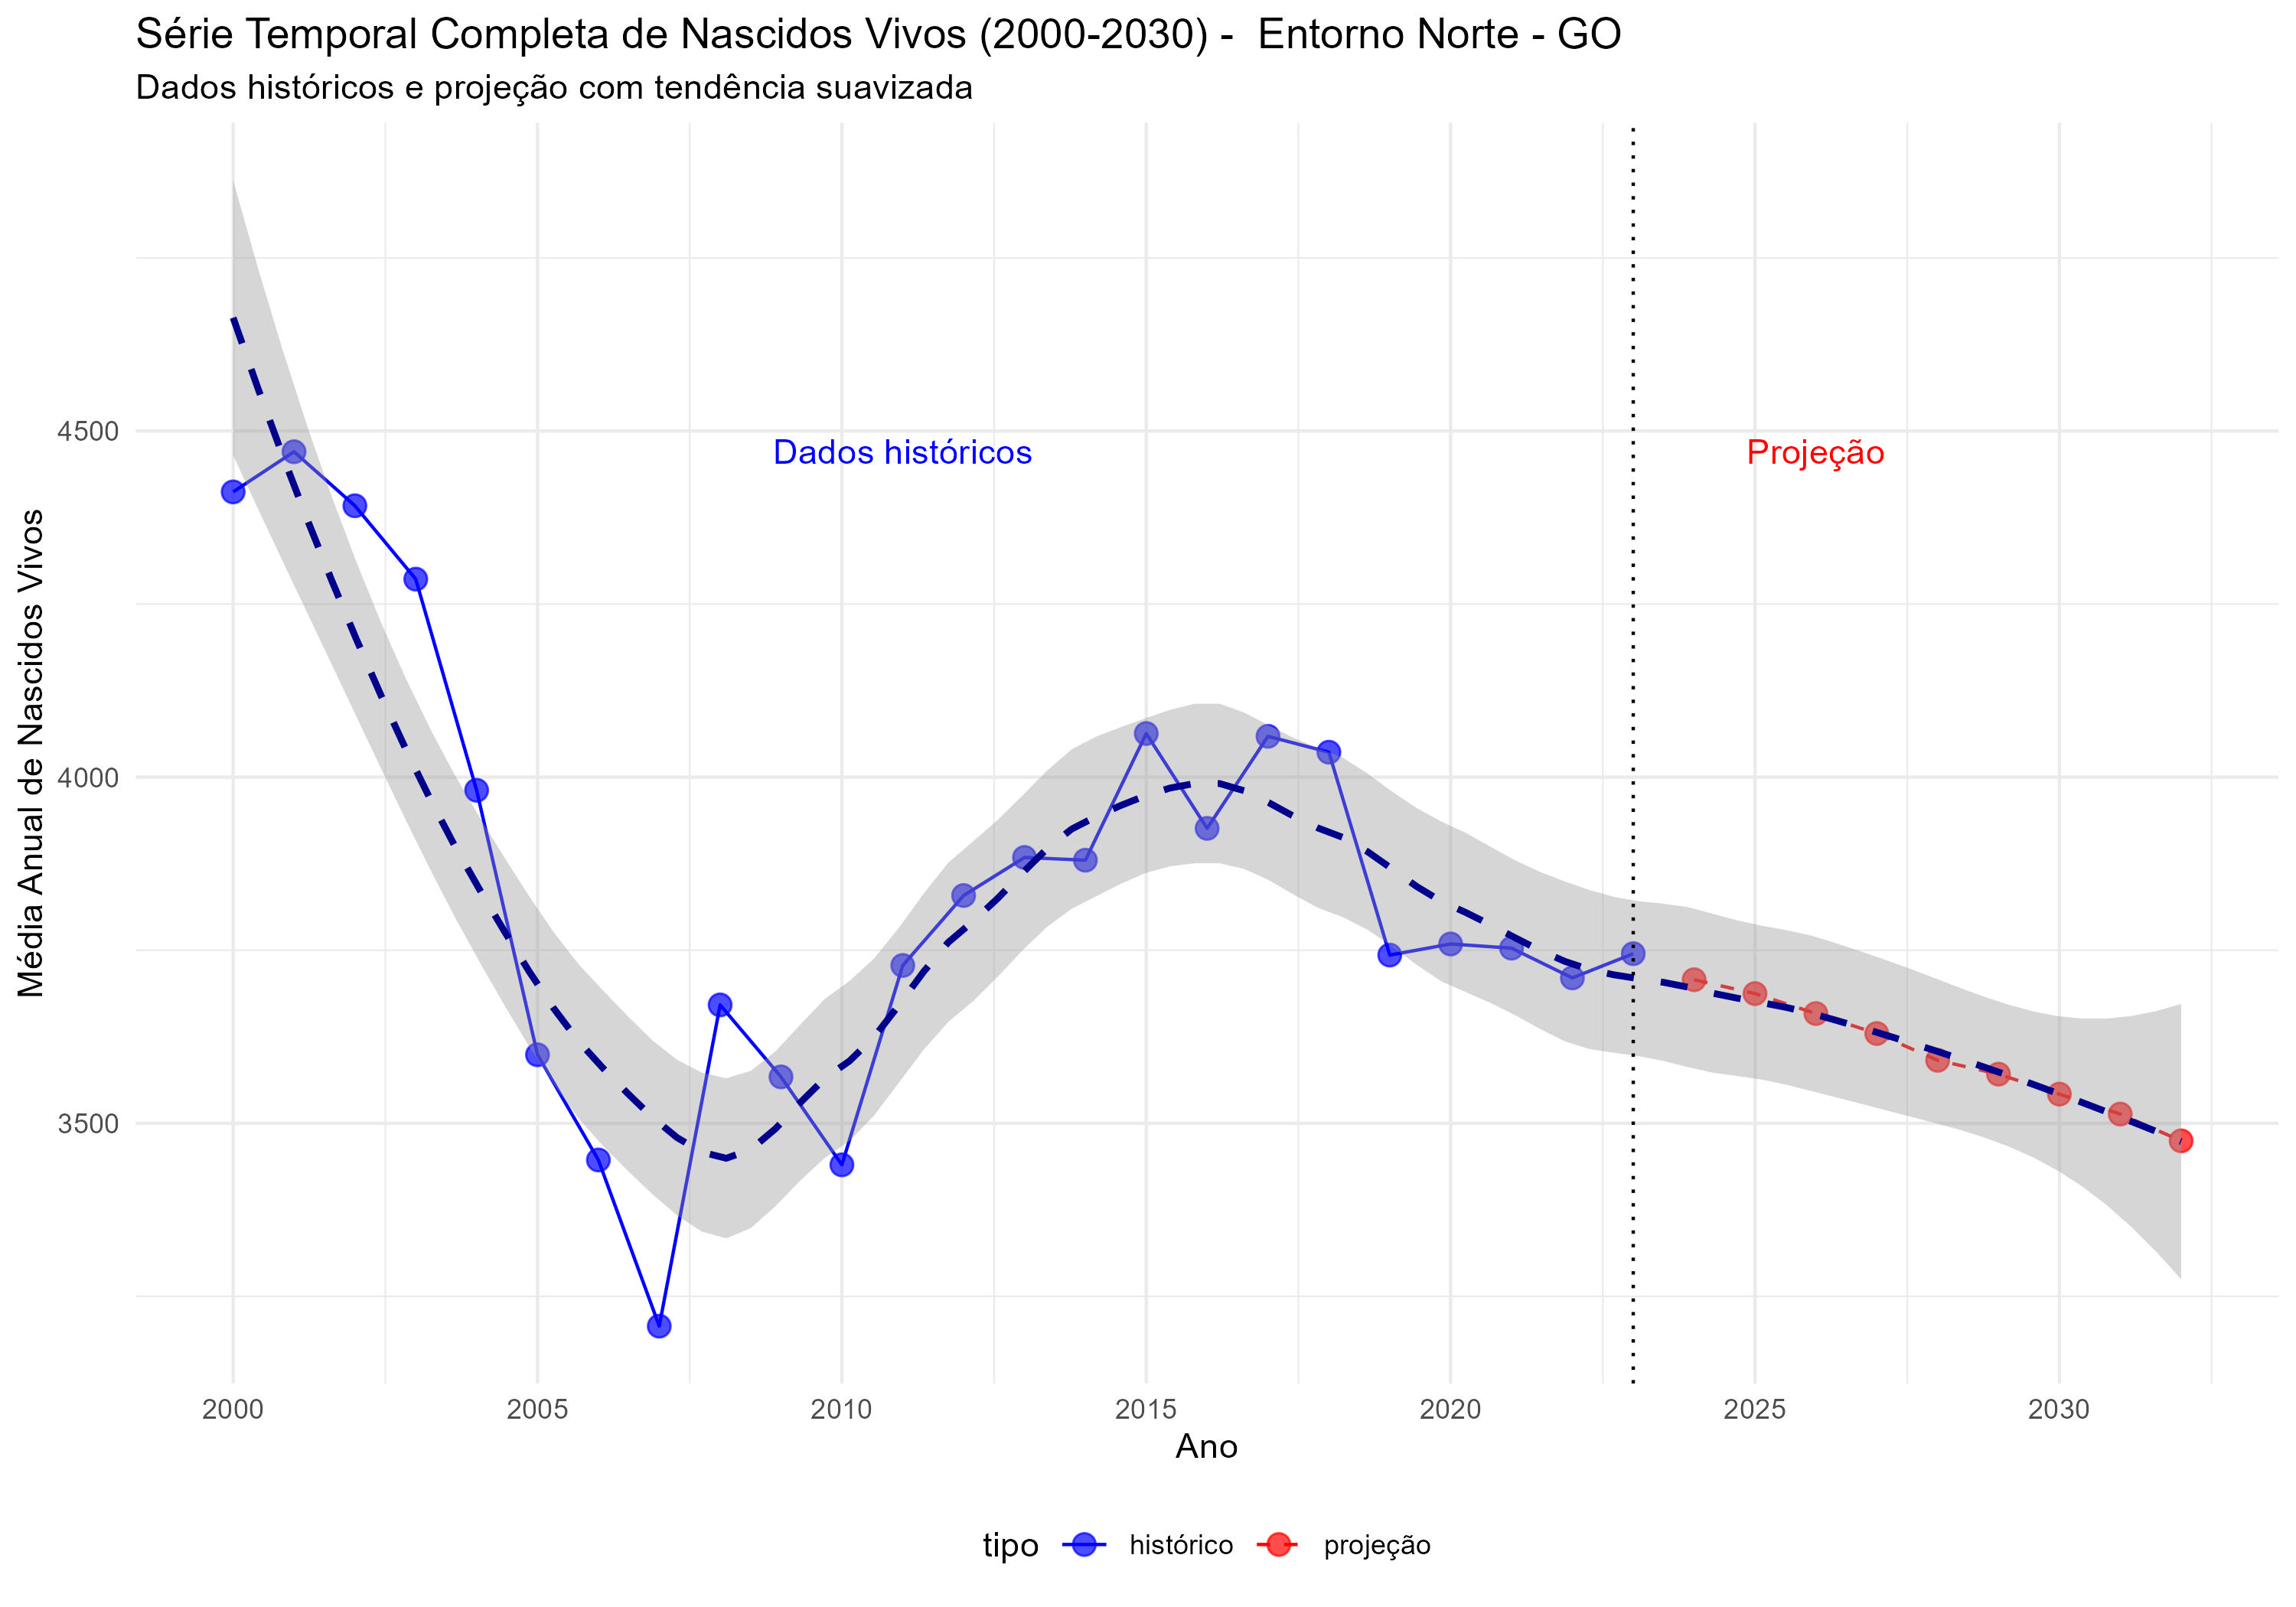 Série Temporal Completa de Nascidos Vivos (2000-2030) -  Entorno Norte - GO
Dados históricos e projeção com tendência suavizada
Média Anual de Nascidos Vivos
4500
4000
3500
Dados históricos
Projeção
2000 2005 2010 2015 2020 2025 2030
Ano
tipo histórico projeção